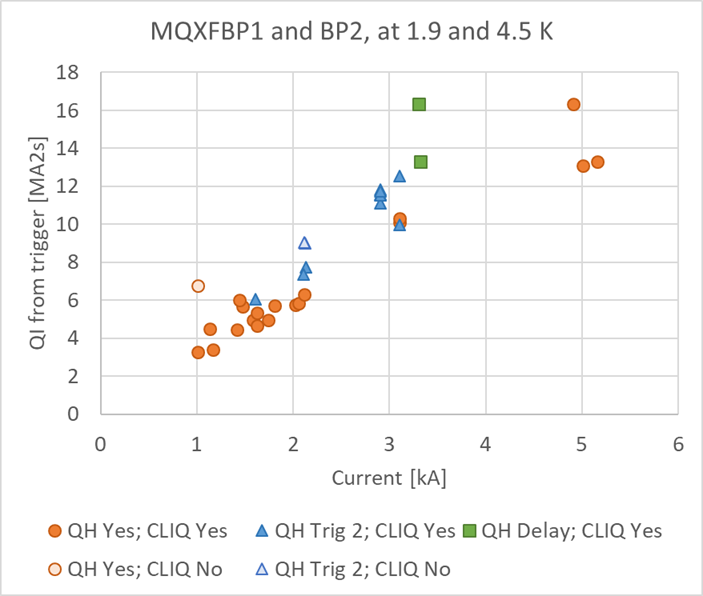 MQXFBP1 and BP2, at 1.9 and 4.5 K
18
16
14
12
10
8
6
4
2
0
QI from trigger [MA2s]
0 1 2 3 4 5 6
Current [kA]
QH Yes; CLIQ Yes QH Trig 2; CLIQ Yes QH Delay; CLIQ Yes
QH Yes; CLIQ No QH Trig 2; CLIQ No